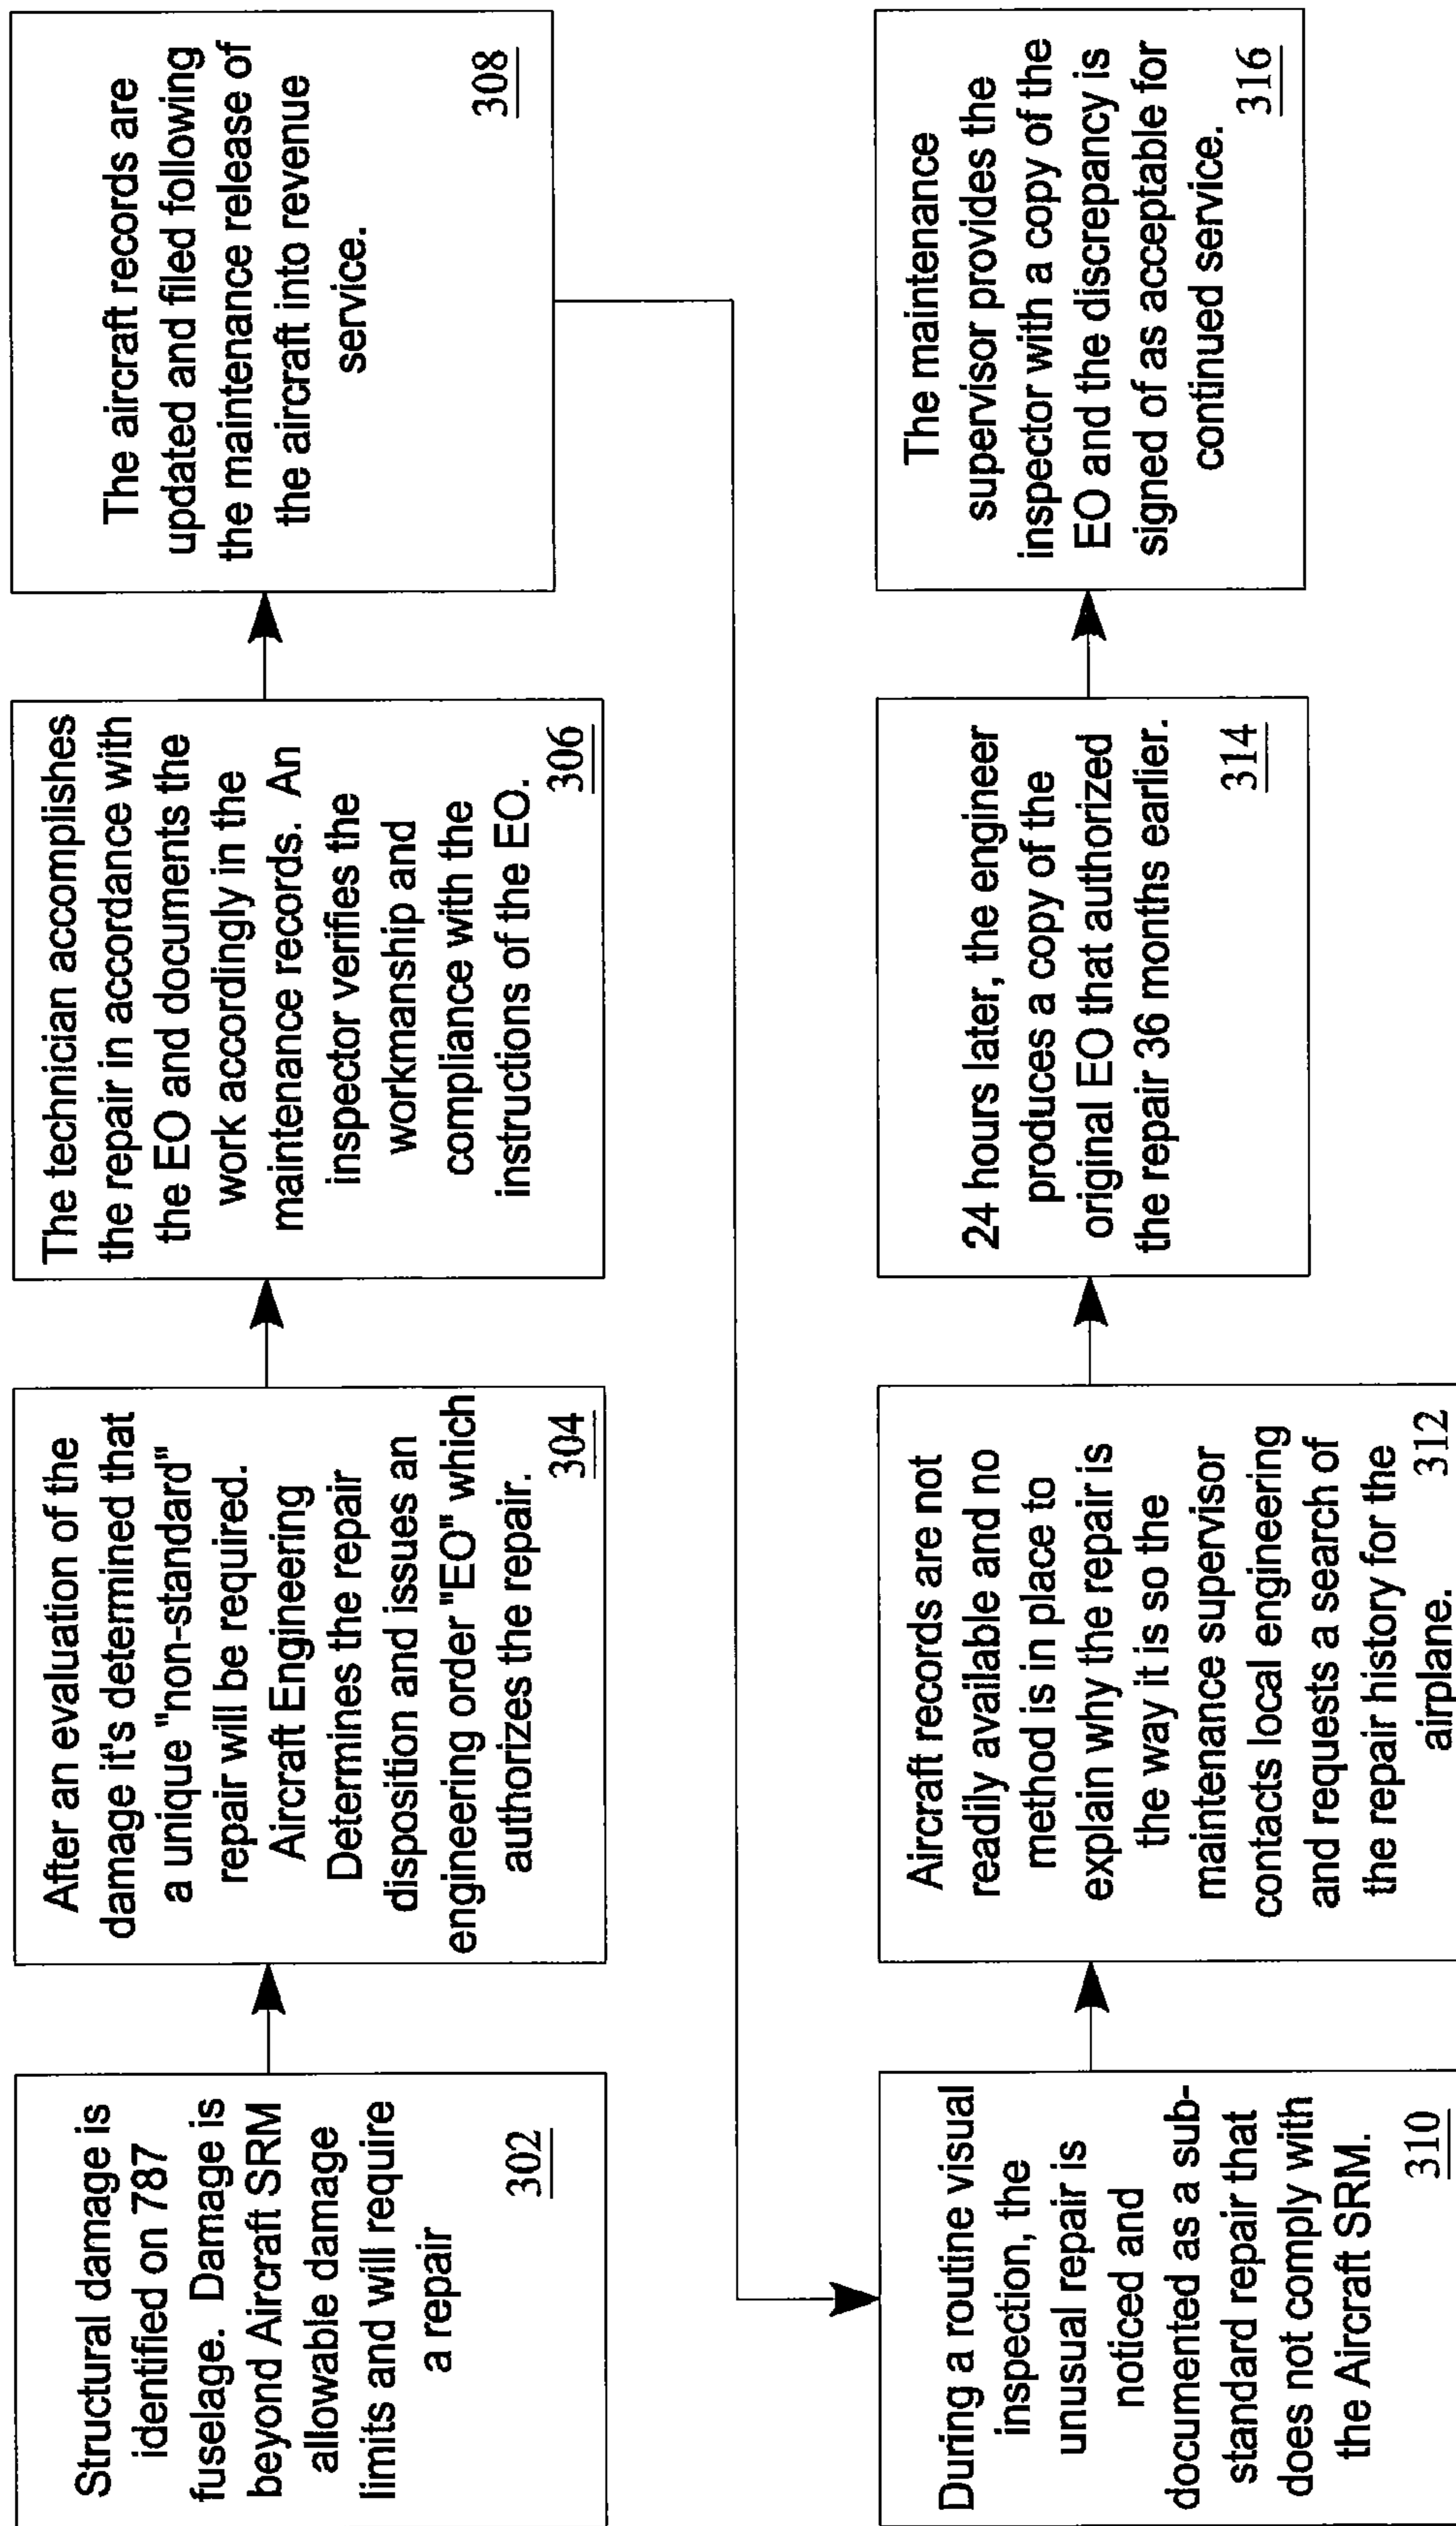 Structural damage is
identified on 787
fuselage. Damage is
beyond Aircraft SRM
allowable damage
limits and will require
a repair
302
After an evaluation of the
damage it's determined that
a unique "non-standard"
repair will be required.
Aircraft Engineering
Determines the repair
disposition and issues an
engineering order "EO" which
authorizes the repair.
304
The technician accomplishes
the repair in accordance with
the EO and documents the
work accordingly in the
maintenance records. An
inspector verifies the
workmanship and
compliance with the
instructions of the EO.
306
The aircraft records are
updated and filed following
the maintenance release of
the aircraft into revenue
service.
308
During a routine visual
inspection, the
unusual repair is
noticed and
documented as a sub-
standard repair that
does not comply with
the Aircraft SRM.
310
Aircraft records are not
readily available and no
method is in place to
explain why the repair is
the way it is so the
maintenance supervisor
contacts local engineering
and requests a search of
the repair history for the
airplane.
312
24 hours later, the engineer
produces a copy of the
original EO that authorized
the repair 36 months earlier.
314
The maintenance
supervisor provides the
inspector with a copy of the
EO and the discrepancy is
signed of as acceptable for
continued service.
316